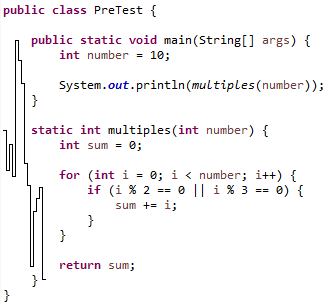 public class PreTest {
public static void main(String[] args) {
int number = 10;
System.out.println(multiples(number));
}
static int multiples(int number) {
int sum = 0;
for (int i = 0; i < number; i++) {
if (i % 2 == 0 || i % 3 == 0) {
sum += i;
}
}
return sum;
}
}